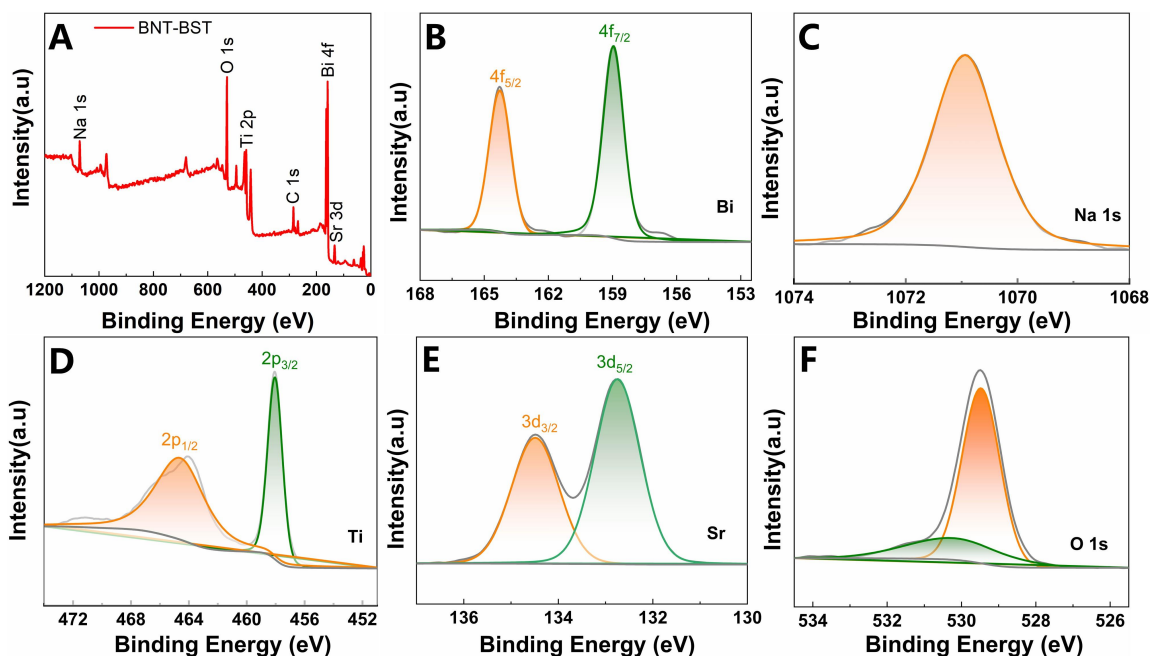 A
BNT-BST
Na 1s
O 1s
Ti 2p
C 1s
Bi 4f
Sr 3d
Intensity(a.u)
1200 1000 800 600 400 200 0
Binding Energy (eV)
B
4f5/2
4f7/2
Bi
Intensity(a.u)
168 165 162 159 156 153
Binding Energy (eV)
C
Na 1s
Intensity(a.u)
1074 1072 1070 1068
Binding Energy (eV)
D
2p1/2
2p3/2
Ti
Intensity(a.u)
472 468 464 460 456 452
Binding Energy (eV)
E
3d3/2
3d5/2
Sr
Intensity(a.u)
136 134 132 130
Binding Energy (eV)
F
O 1s
Intensity(a.u)
534 532 530 528 526
Binding Energy (eV)